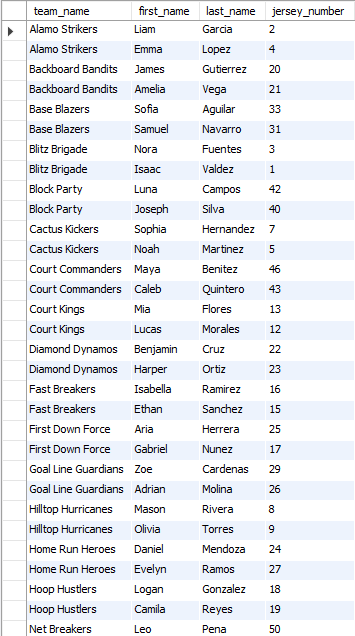 team_name first_name last_name jersey_number
Alamo Strikers Liam Garcia 2
Alamo Strikers Emma Lopez 4
Backboard Bandits James Gutierrez 20
Backboard Bandits Amelia Vega 21
Base Blazers Sofia Aguilar 33
Base Blazers Samuel Navarro 31
Blitz Brigade Nora Fuentes 3
Blitz Brigade Isaac Valdez 1
Block Party Luna Campos 42
Block Party Joseph Silva 40
Cactus Kickers Sophia Hernandez 7
Cactus Kickers Noah Martinez 5
Court Commanders Maya Benitez 46
Court Commanders Caleb Quintero 43
Court Kings Mia Flores 13
Court Kings Lucas Morales 12
Diamond Dynamos Benjamin Cruz 22
Diamond Dynamos Harper Ortiz 23
Fast Breakers Isabella Ramirez 16
Fast Breakers Ethan Sanchez 15
First Down Force Aria Herrera 25
First Down Force Gabriel Nunez 17
Goal Line Guardians Zoe Cardenas 29
Goal Line Guardians Adrian Molina 26
Hilltop Hurricanes Mason Rivera 8
Hilltop Hurricanes Olivia Torres 9
Home Run Heroes Daniel Mendoza 24
Home Run Heroes Evelyn Ramos 27
Hoop Hustlers Logan Gonzalez 18
Hoop Hustlers Camila Reyes 19
Net Breakers Leo Pena 50